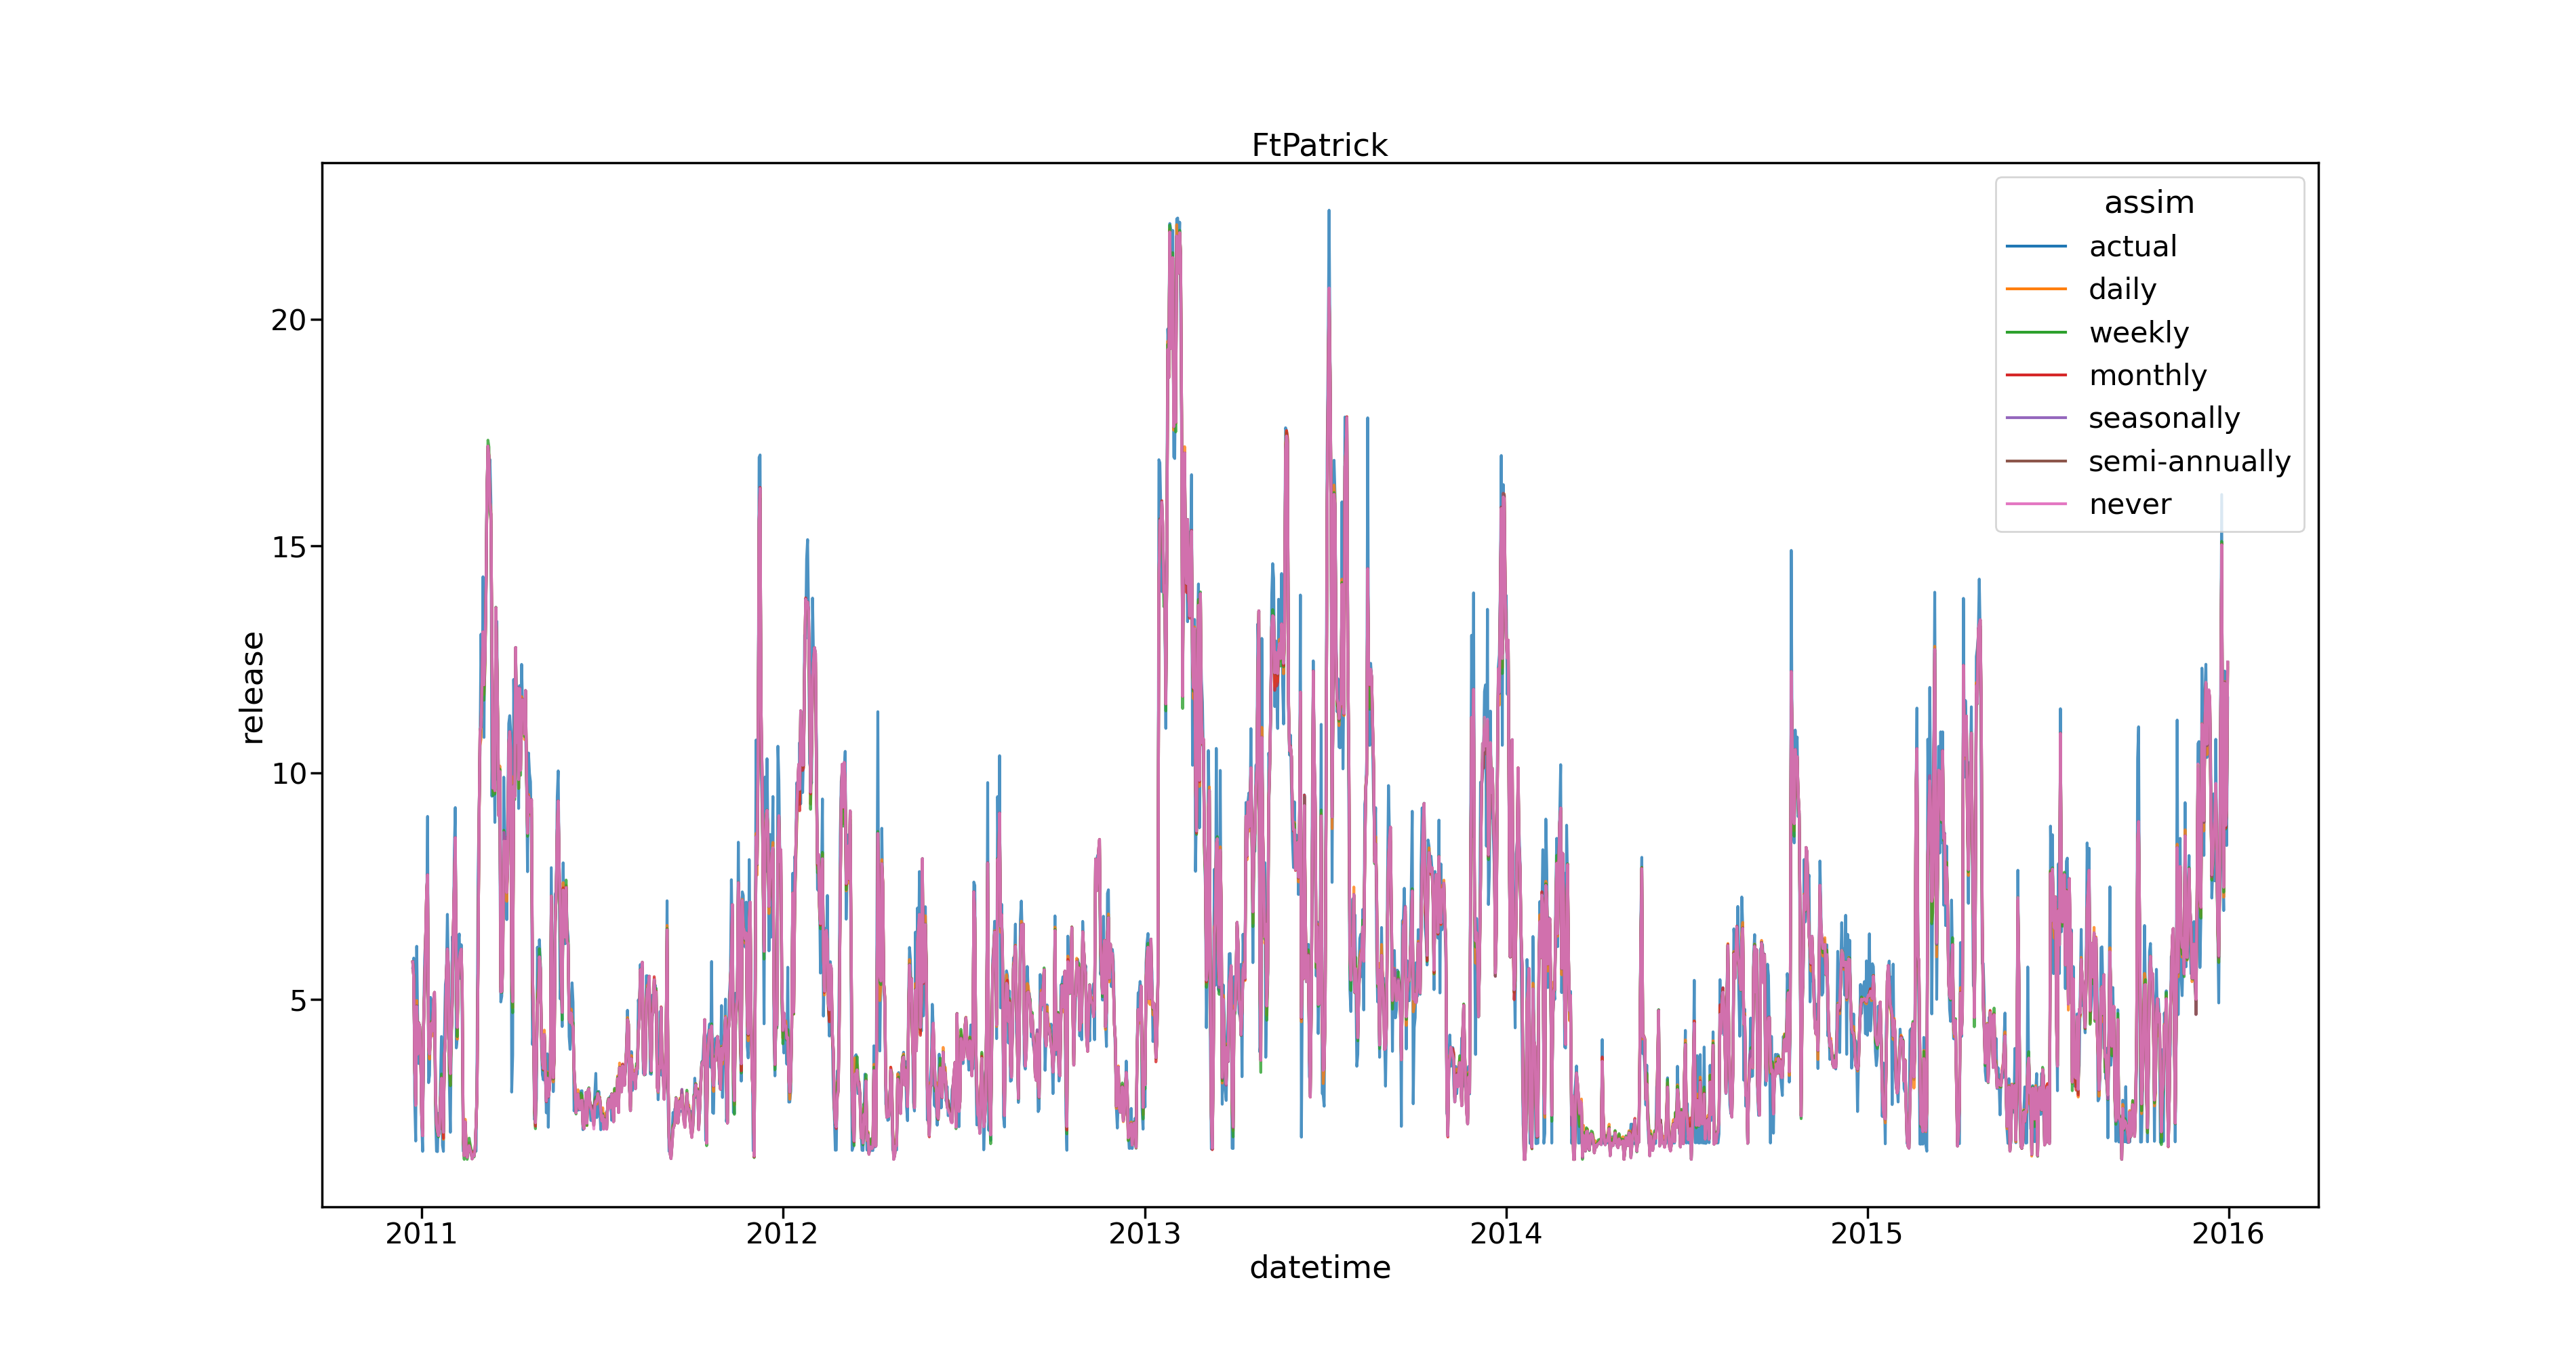 FtPatrick
assim
actual
daily
weekly
monthly
seasonally
semi-annually
never
release
20
15
10
5
2011 2012 2013 2014 2015 2016
datetime